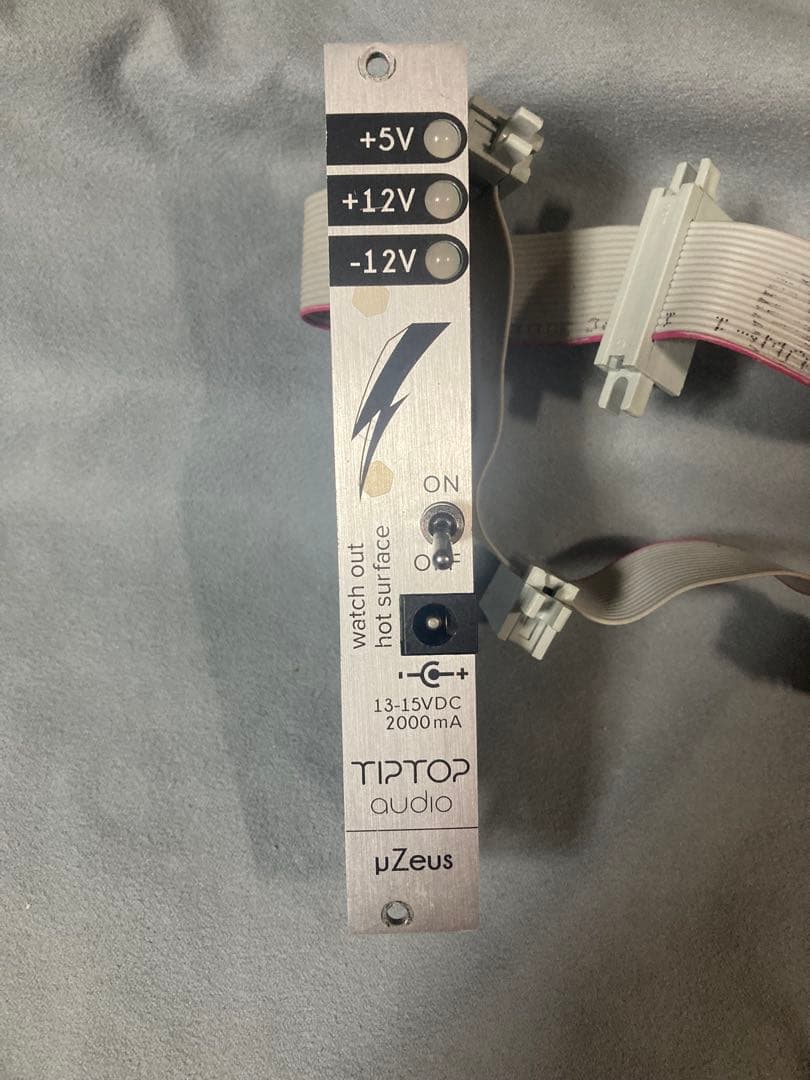 +5V
+12V
-12V
ON
OFF
watch out
hot surface
- +
13-15VDC
2000mA
TIPTOP
audio
µZeus